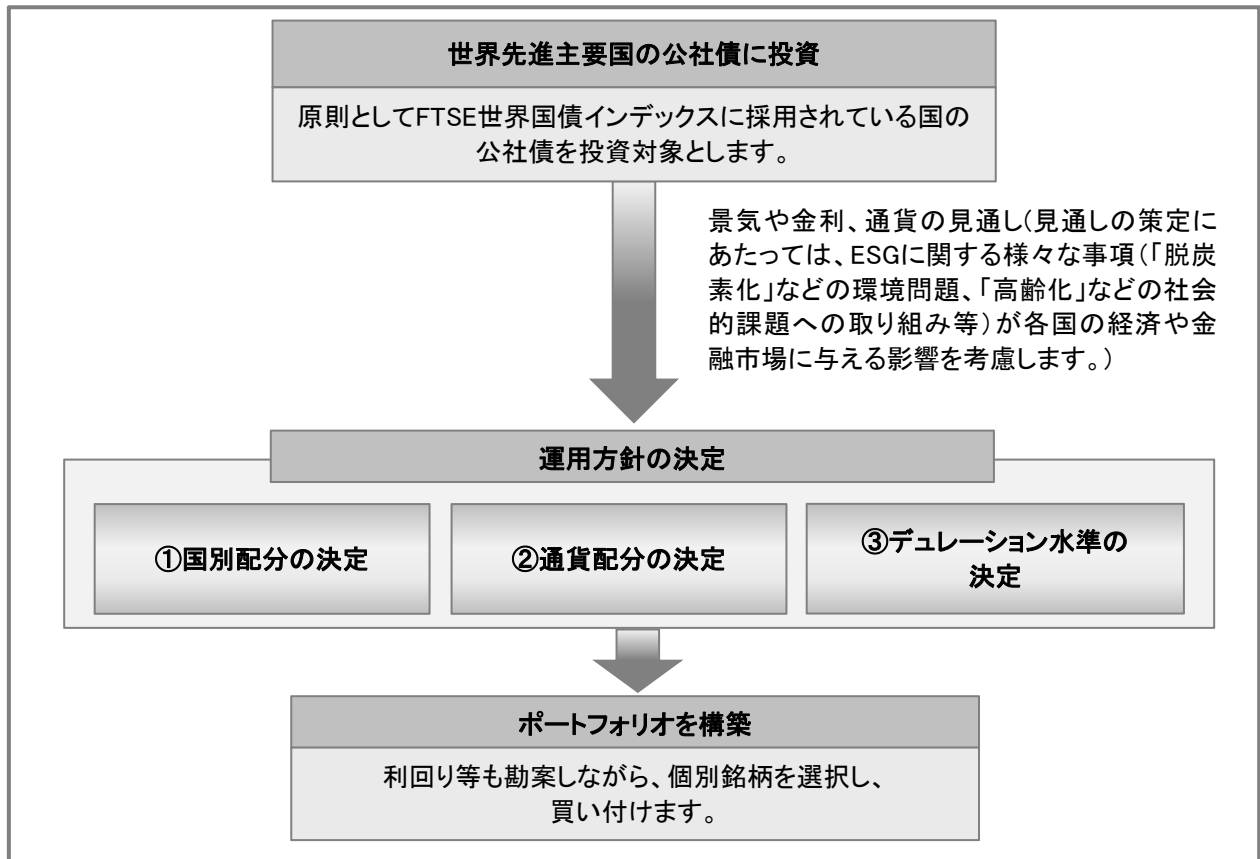 世界先進主要国の公社債に投資
原則としてFTSE世界国債インデックスに採用されている国の
公社債を投資対象とします。
景気や金利、通貨の見通し(見通しの策定に
あたっては、ESGに関する様々な事項(「脱炭
素化」などの環境問題、「高齢化」などの社会
的課題への取り組み等)が各国の経済や金
融市場に与える影響を考慮します。)
運用方針の決定
①国別配分の決定
②通貨配分の決定
③デュレーション水準の
決定
ポートフォリオを構築
利回り等も勘案しながら、個別銘柄を選択し、
買い付けます。